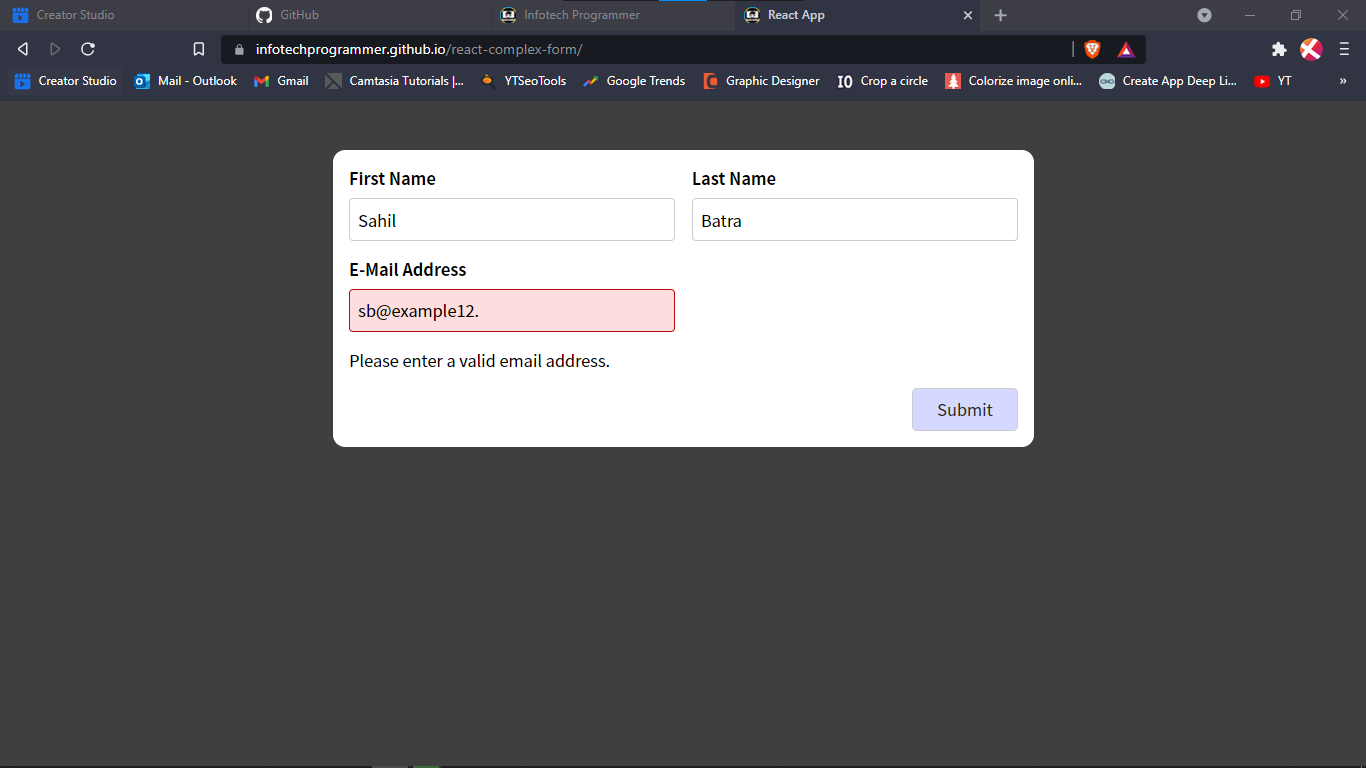 Creator Studio
GitHub
Infotech Programmer
React App
infotechprogrammer.github.io/react-complex-form/
Creator Studio
Mail - Outlook
Gmail
Camtasia Tutorials |...
YTSeoTools
Google Trends
Graphic Designer
IO Crop a circle
Colorize image onli...
Create App Deep Li...
YT
»
First Name
Last Name
Sahil
Batra
E-Mail Address
sb@example12.
Please enter a valid email address.
Submit